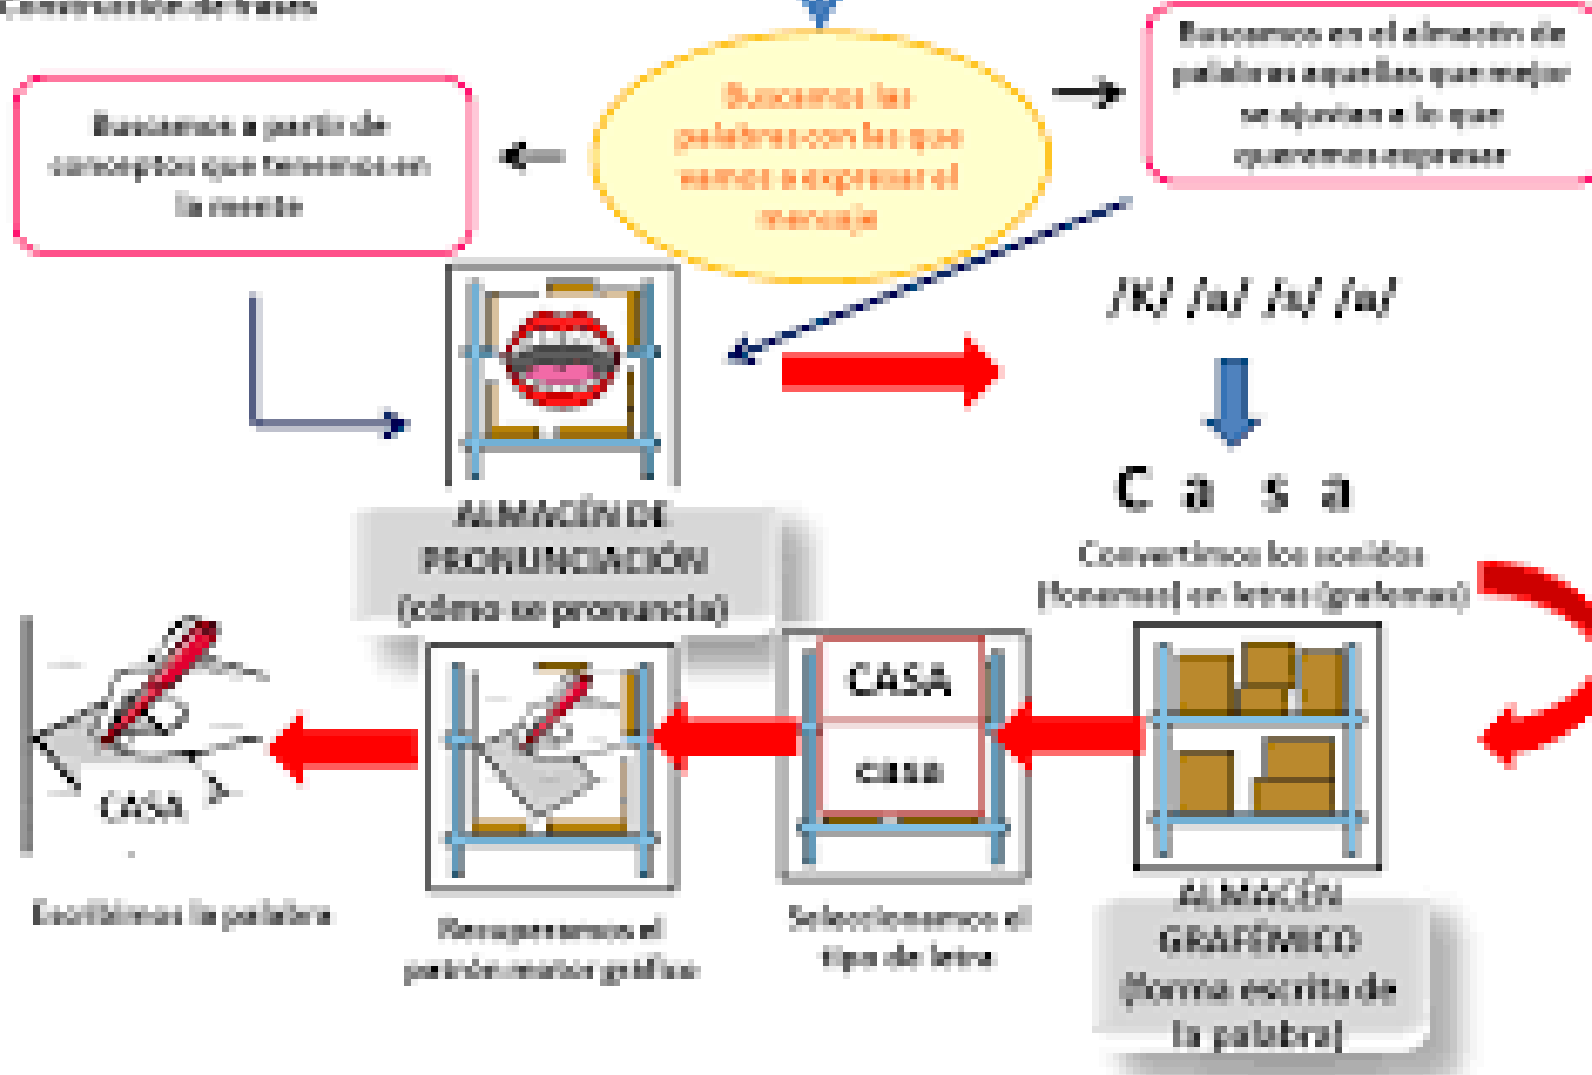 Construcción de frases
Buscamos a partir de
conceptos que tenemos en
la mente
Buscamos las
palabras con las que
vamos a expresar el
mensaje
Buscamos en el almacén de
palabras aquellas que mejor
se ajustan a lo que
queremos expresar
/K/ /a/ /s/ /a/
C a s a
Convertimos los sonidos
(fonemas) en letras (grafemas)
ALMACÉN DE
PRONUNCIACIÓN
(cómo se pronuncia)
CASA
Escribimos la palabra
Recuperamos el
patrón motor gráfico
CASA
casa
Seleccionamos el
tipo de letra
ALMACÉN
GRAFÉMICO
(forma escrita de
la palabra)